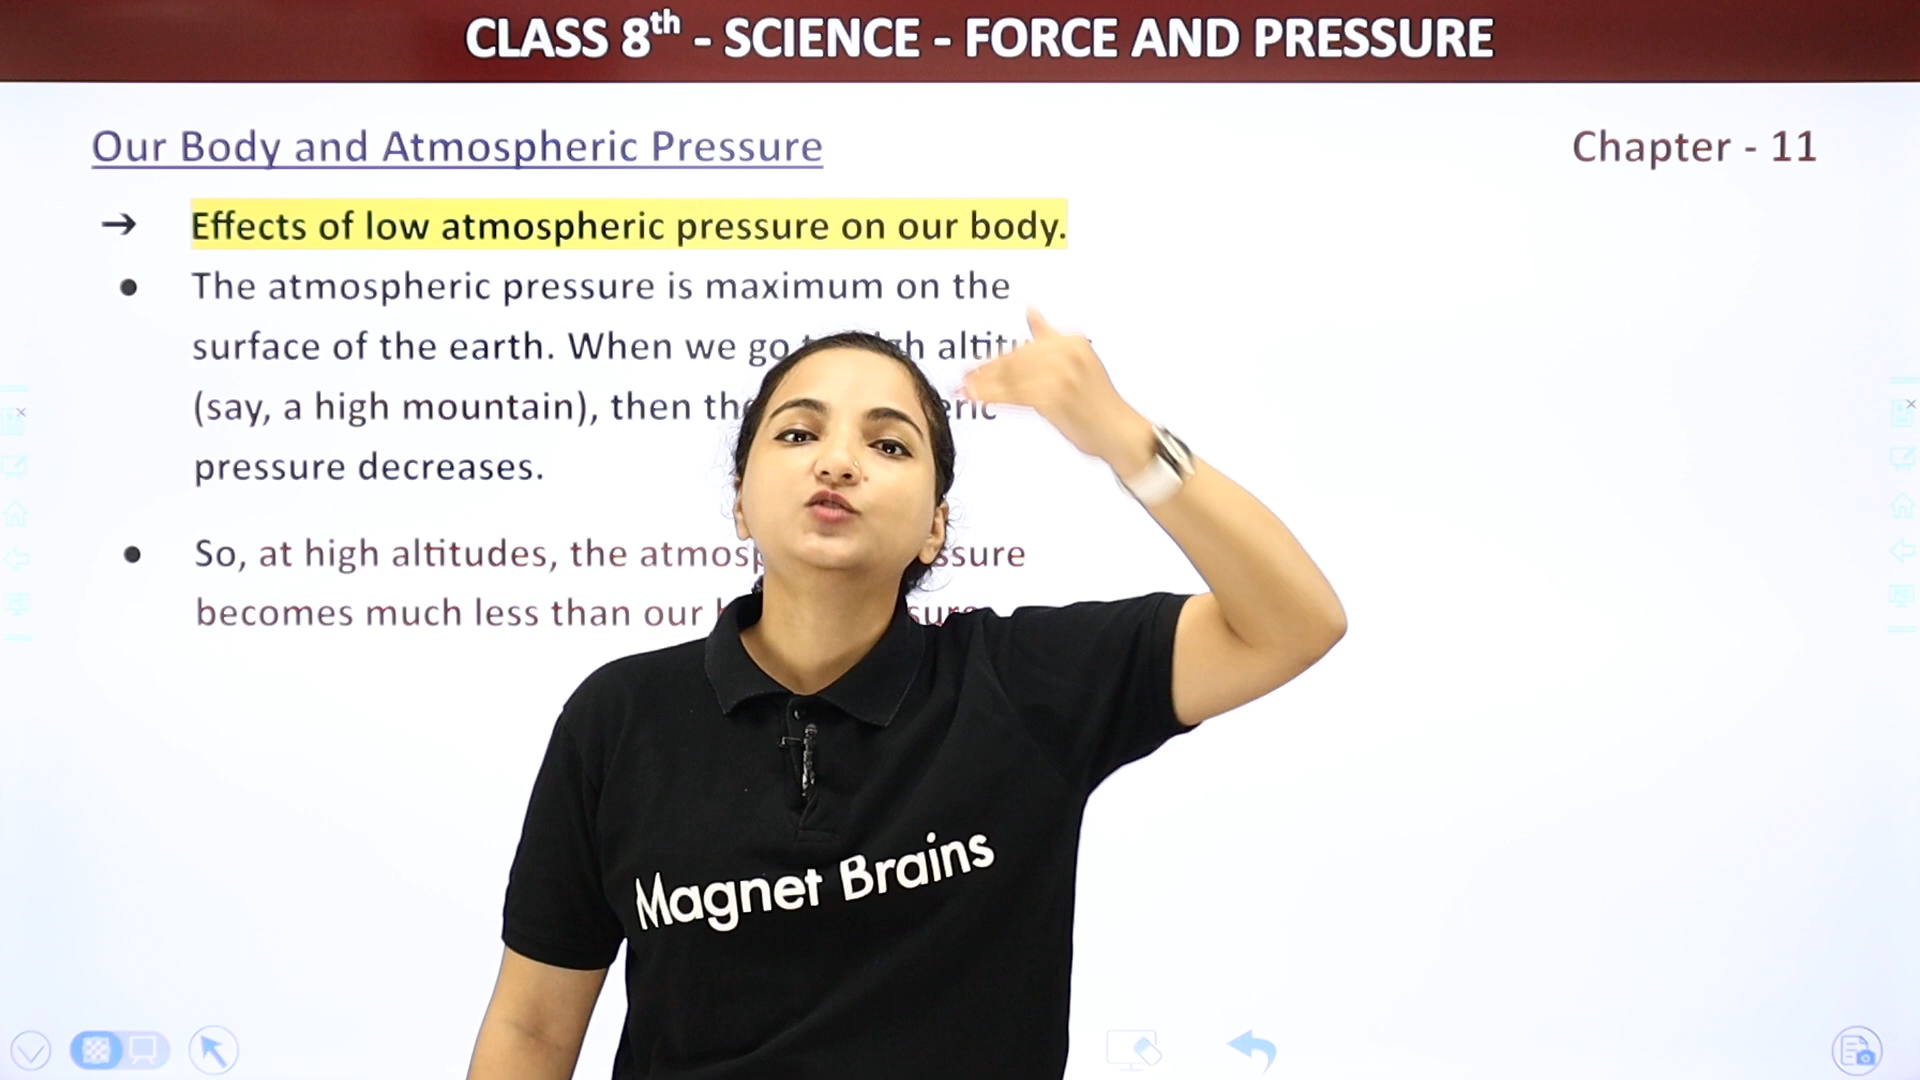 CLASS 8th - SCIENCE - FORCE AND PRESSURE
Our Body and Atmospheric Pressure
Chapter - 11
➔ Effects of low atmospheric pressure on our body.
● The atmospheric pressure is maximum on the
surface of the earth. When we go
(say, a high mountain), then
pressure decreases.
● So, at high altitudes, the
becomes much less than our
Magnet Brains